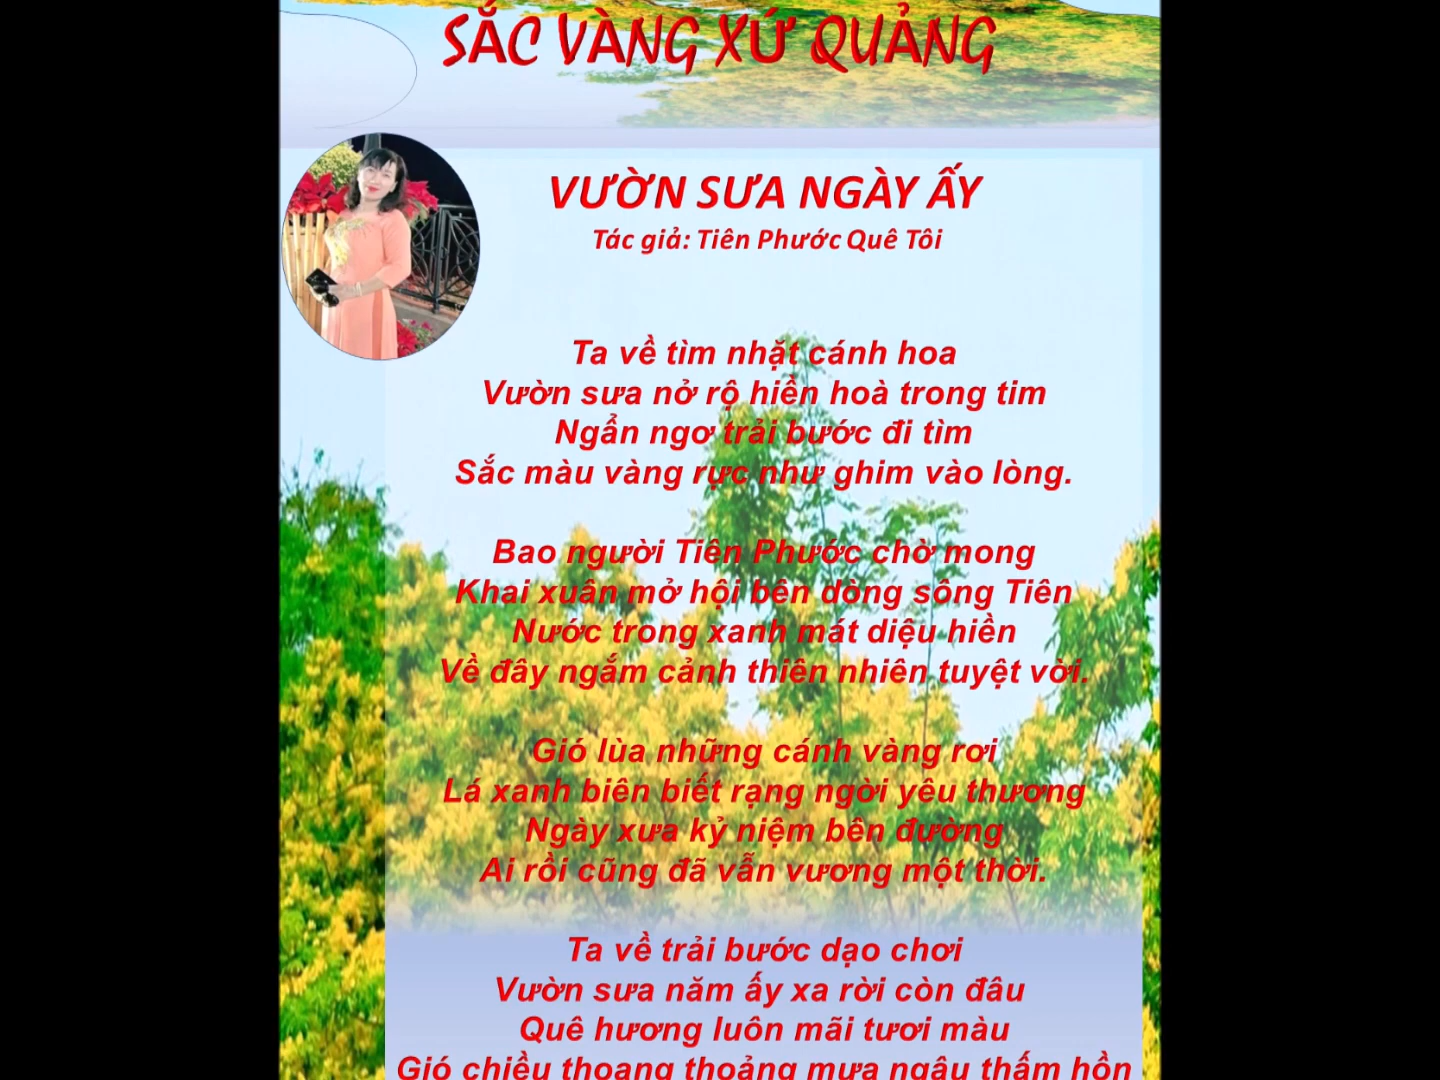 SẮC VÀNG XỨ QUẢNG
VƯỜN SƯA NGÀY ẤY
Tác giả: Tiên Phước Quê Tôi
Ta về tìm nhặt cánh hoa
Vườn sưa nở rộ hiền hoà trong tim
Ngẩn ngơ trải bước đi tìm
Sắc màu vàng rực như ghim vào lòng.
Bao người Tiên Phước chờ mong
Khai xuân mở hội bên dòng sông Tiên
Nước trong xanh mát diệu hiền
Về đây ngắm cảnh thiên nhiên tuyệt vời.
Gió lùa những cánh vàng rơi
Lá xanh biên biết rạng ngời yêu thương
Ngày xưa kỷ niệm bên đường
Ai rồi cũng đã vẫn vương một thời.
Ta về trải bước dạo chơi
Vườn sưa năm ấy xa rời còn đâu
Quê hương luôn mãi tươi màu
Gió chiều thoang thoảng mưa ngâu thấm hồn